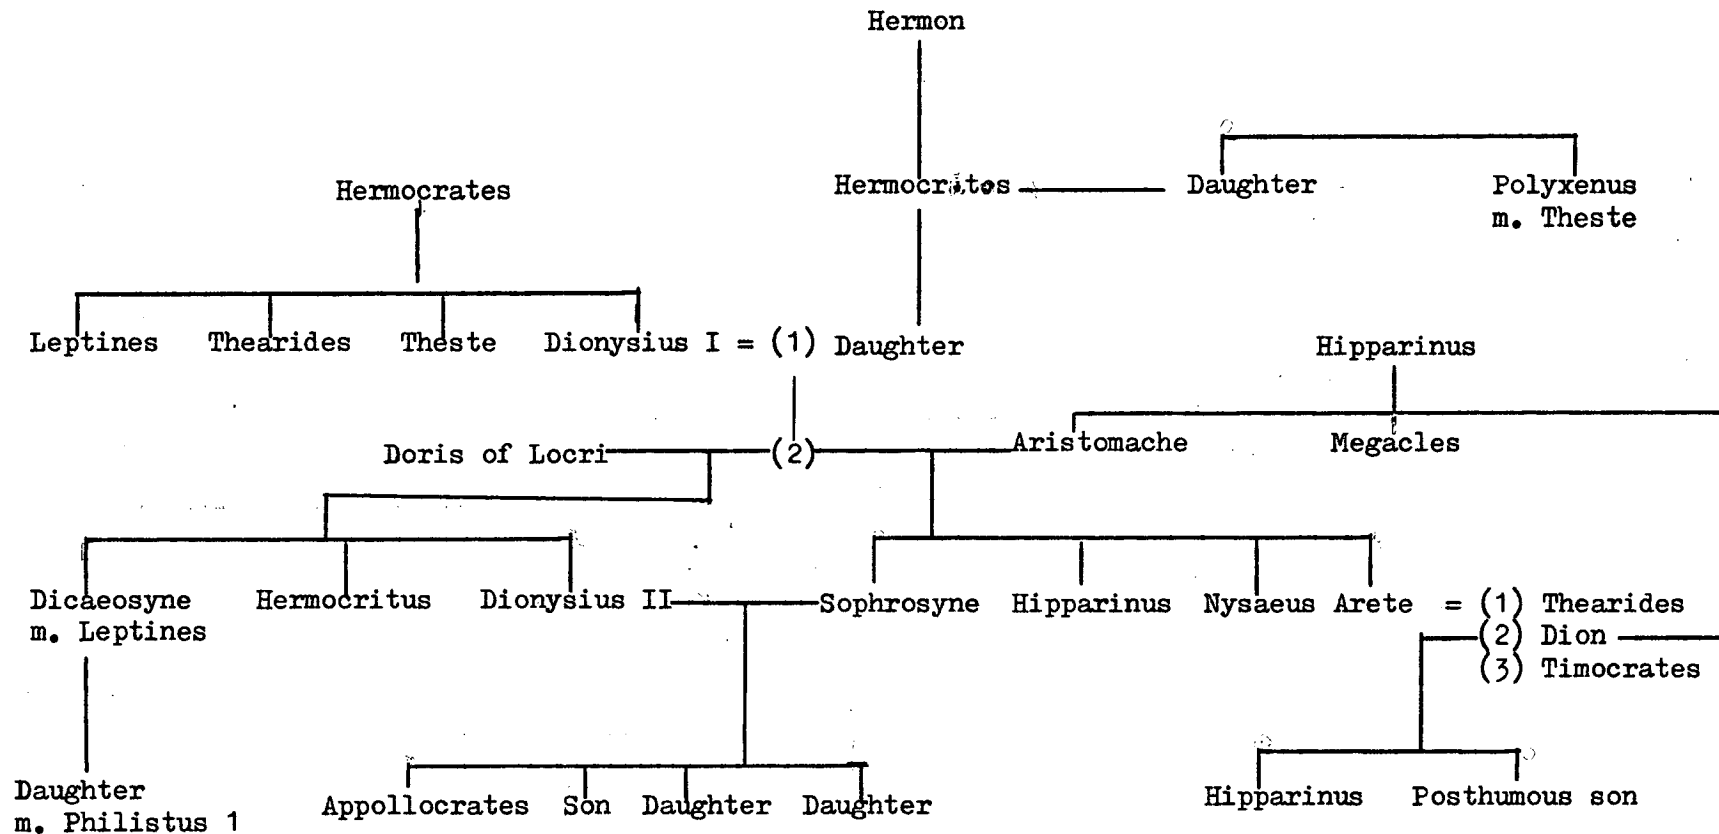 Hermon
Hermocrates
Hermocrates Daughter Polyxenus
m. Theste
Leptines Thearides Theste Dionysius I = (1) Daughter Hipparinus
Doris of Locri (2) Aristomache Megacles
Dicaeosyne Hermocritus Dionysius II Sophrosyne Hipparinus Nysaeus Arete = (1) Thearides
m. Leptines (2) Dion
(3) Timocrates
Daughter Appollocrates Son Daughter Daughter Hipparinus Posthumous son
m. Philistus 1